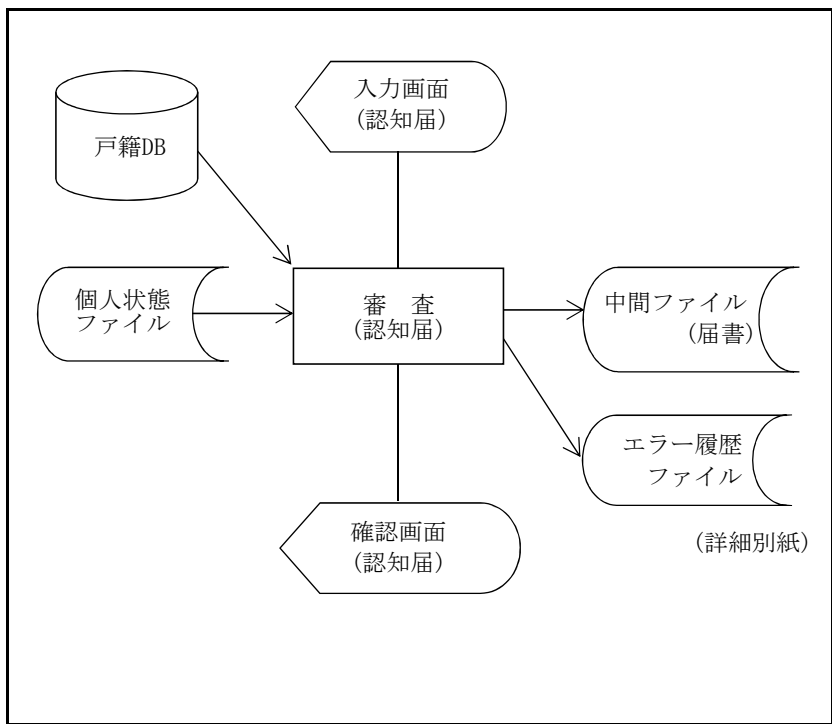 入力画面
(認知届)
戸籍DB
個人状態
ファイル
審　査
(認知届)
中間ファイル
(届書)
エラー履歴
ファイル
確認画面
(認知届)
(詳細別紙)